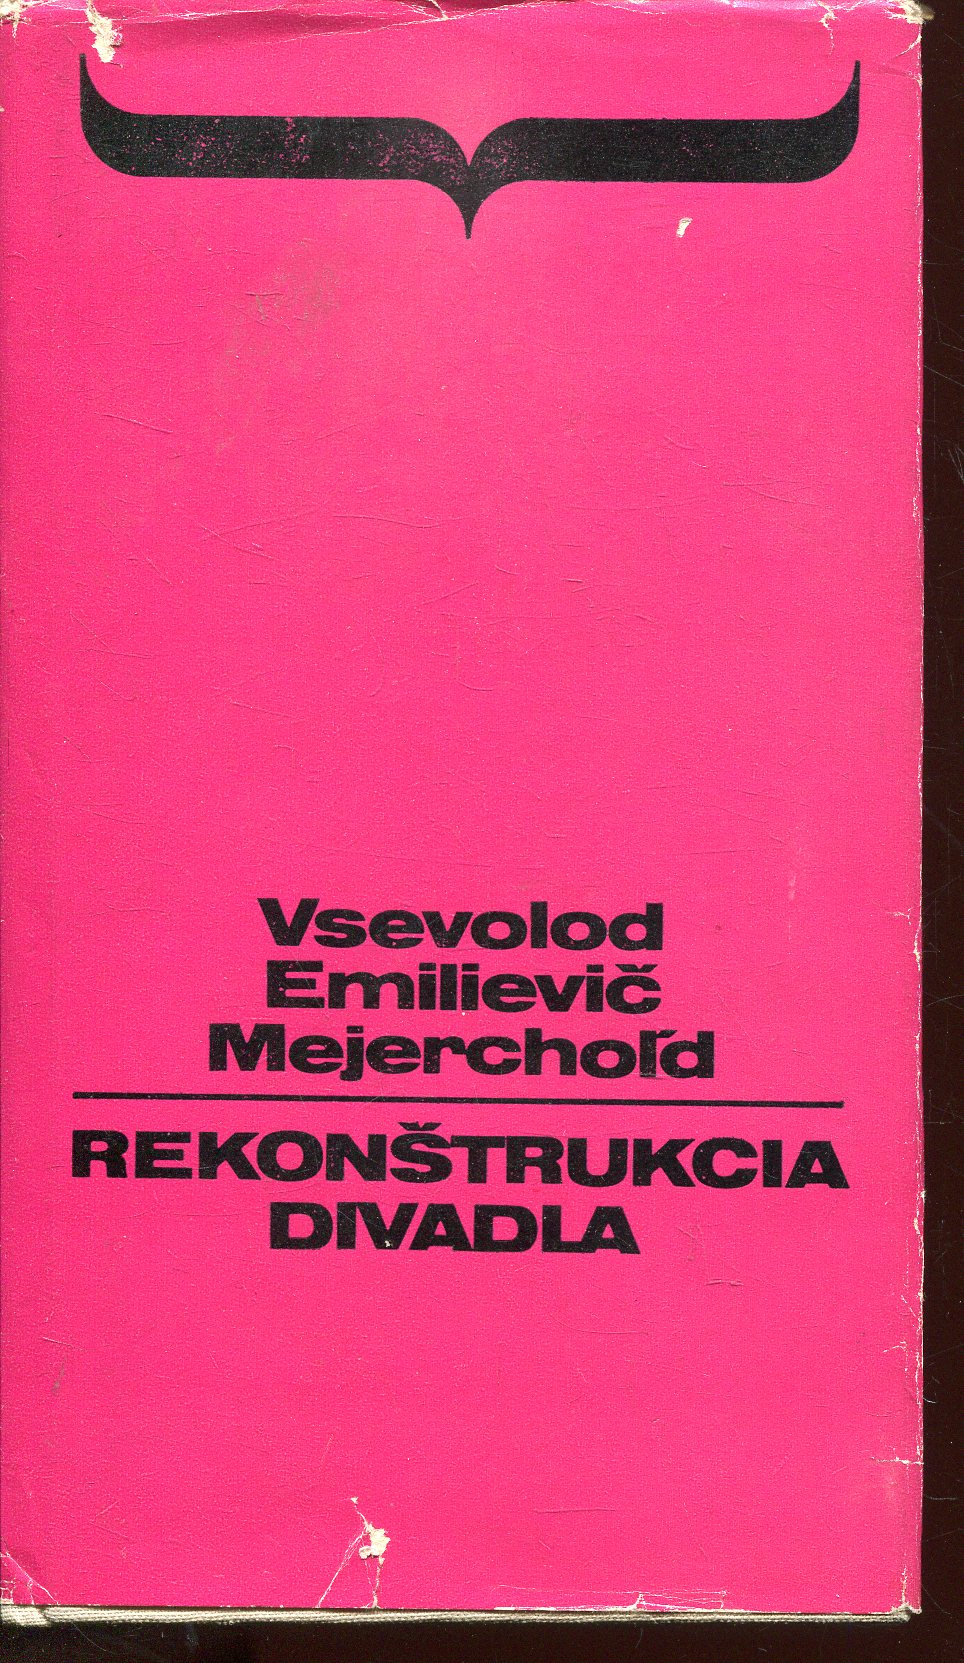 Vsevolod
Emilievič
Mejerchoľd
REKONŠTRUKCIA
DIVADLA